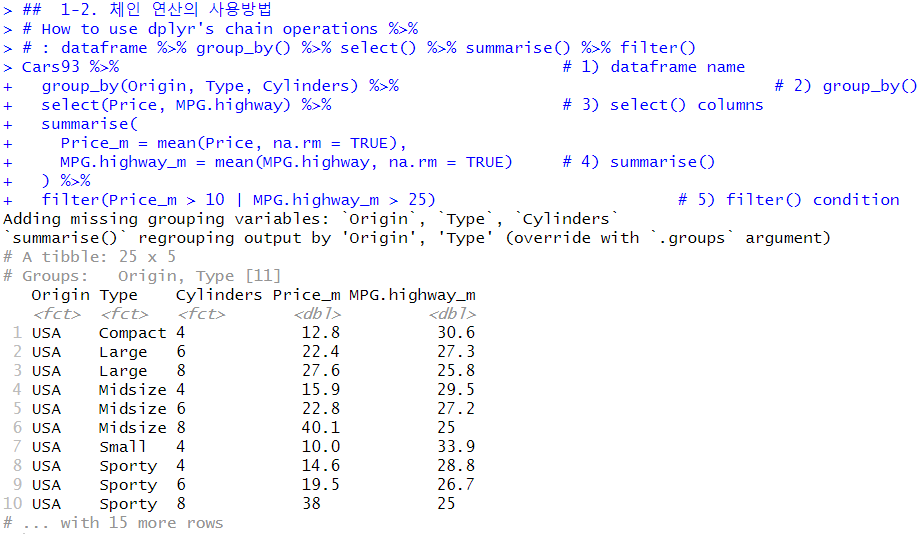 > ##  1-2. 체인 연산의 사용방법
> # How to use dplyr's chain operations %>%
> # : dataframe %>% group_by() %>% select() %>% summarise() %>% filter()
> Cars93 %>%                                                # 1) dataframe name
+   group_by(Origin, Type, Cylinders) %>%                                         # 2) group_by()
+   select(Price, MPG.highway) %>%                          # 3) select() columns
+   summarise(
+     Price_m = mean(Price, na.rm = TRUE),
+     MPG.highway_m = mean(MPG.highway, na.rm = TRUE)     # 4) summarise()
+   ) %>%
+   filter(Price_m > 10 | MPG.highway_m > 25)                          # 5) filter() condition
Adding missing grouping variables: `Origin`, `Type`, `Cylinders`
`summarise()` regrouping output by 'Origin', 'Type' (override with `.groups` argument)
# A tibble: 25 x 5
# Groups:   Origin, Type [11]
   Origin Type    Cylinders Price_m MPG.highway_m
   <fct>  <fct>   <fct>       <dbl>         <dbl>
 1 USA    Compact 4            12.8          30.6
 2 USA    Large   6            22.4          27.3
 3 USA    Large   8            27.6          25.8
 4 USA    Midsize 4            15.9          29.5
 5 USA    Midsize 6            22.8          27.2
 6 USA    Midsize 8            40.1          25
 7 USA    Small   4            10.0          33.9
 8 USA    Sporty  4            14.6          28.8
 9 USA    Sporty  6            19.5          26.7
10 USA    Sporty  8            38            25
# ... with 15 more rows